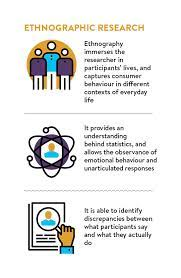 ETHNOGRAPHIC RESEARCH
Ethnography
immerses the
researcher in
participants' lives, and
captures consumer
behaviour in different
contexts of everyday
life
It provides an
understanding
behind statistics, and
allows the observance of
emotional behaviour and
unarticulated responses
It is able to identify
discrepancies between
what participants say
and what they actually
do